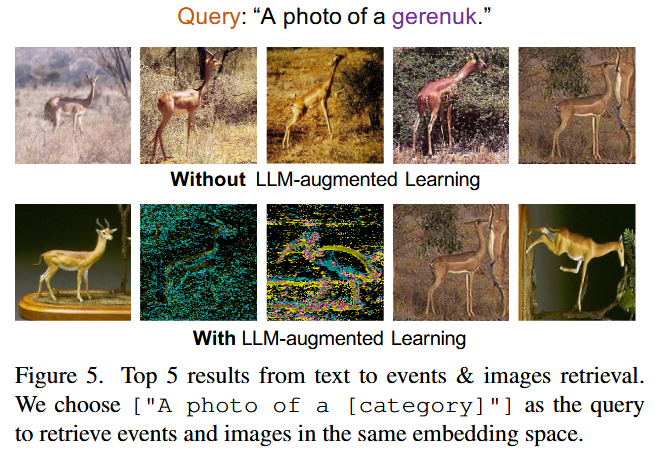 Query: “A photo of a gerenuk.”
Without LLM-augmented Learning
With LLM-augmented Learning
Figure 5. Top 5 results from text to events & images retrieval.
We choose ["A photo of a [category]"] as the query
to retrieve events and images in the same embedding space.